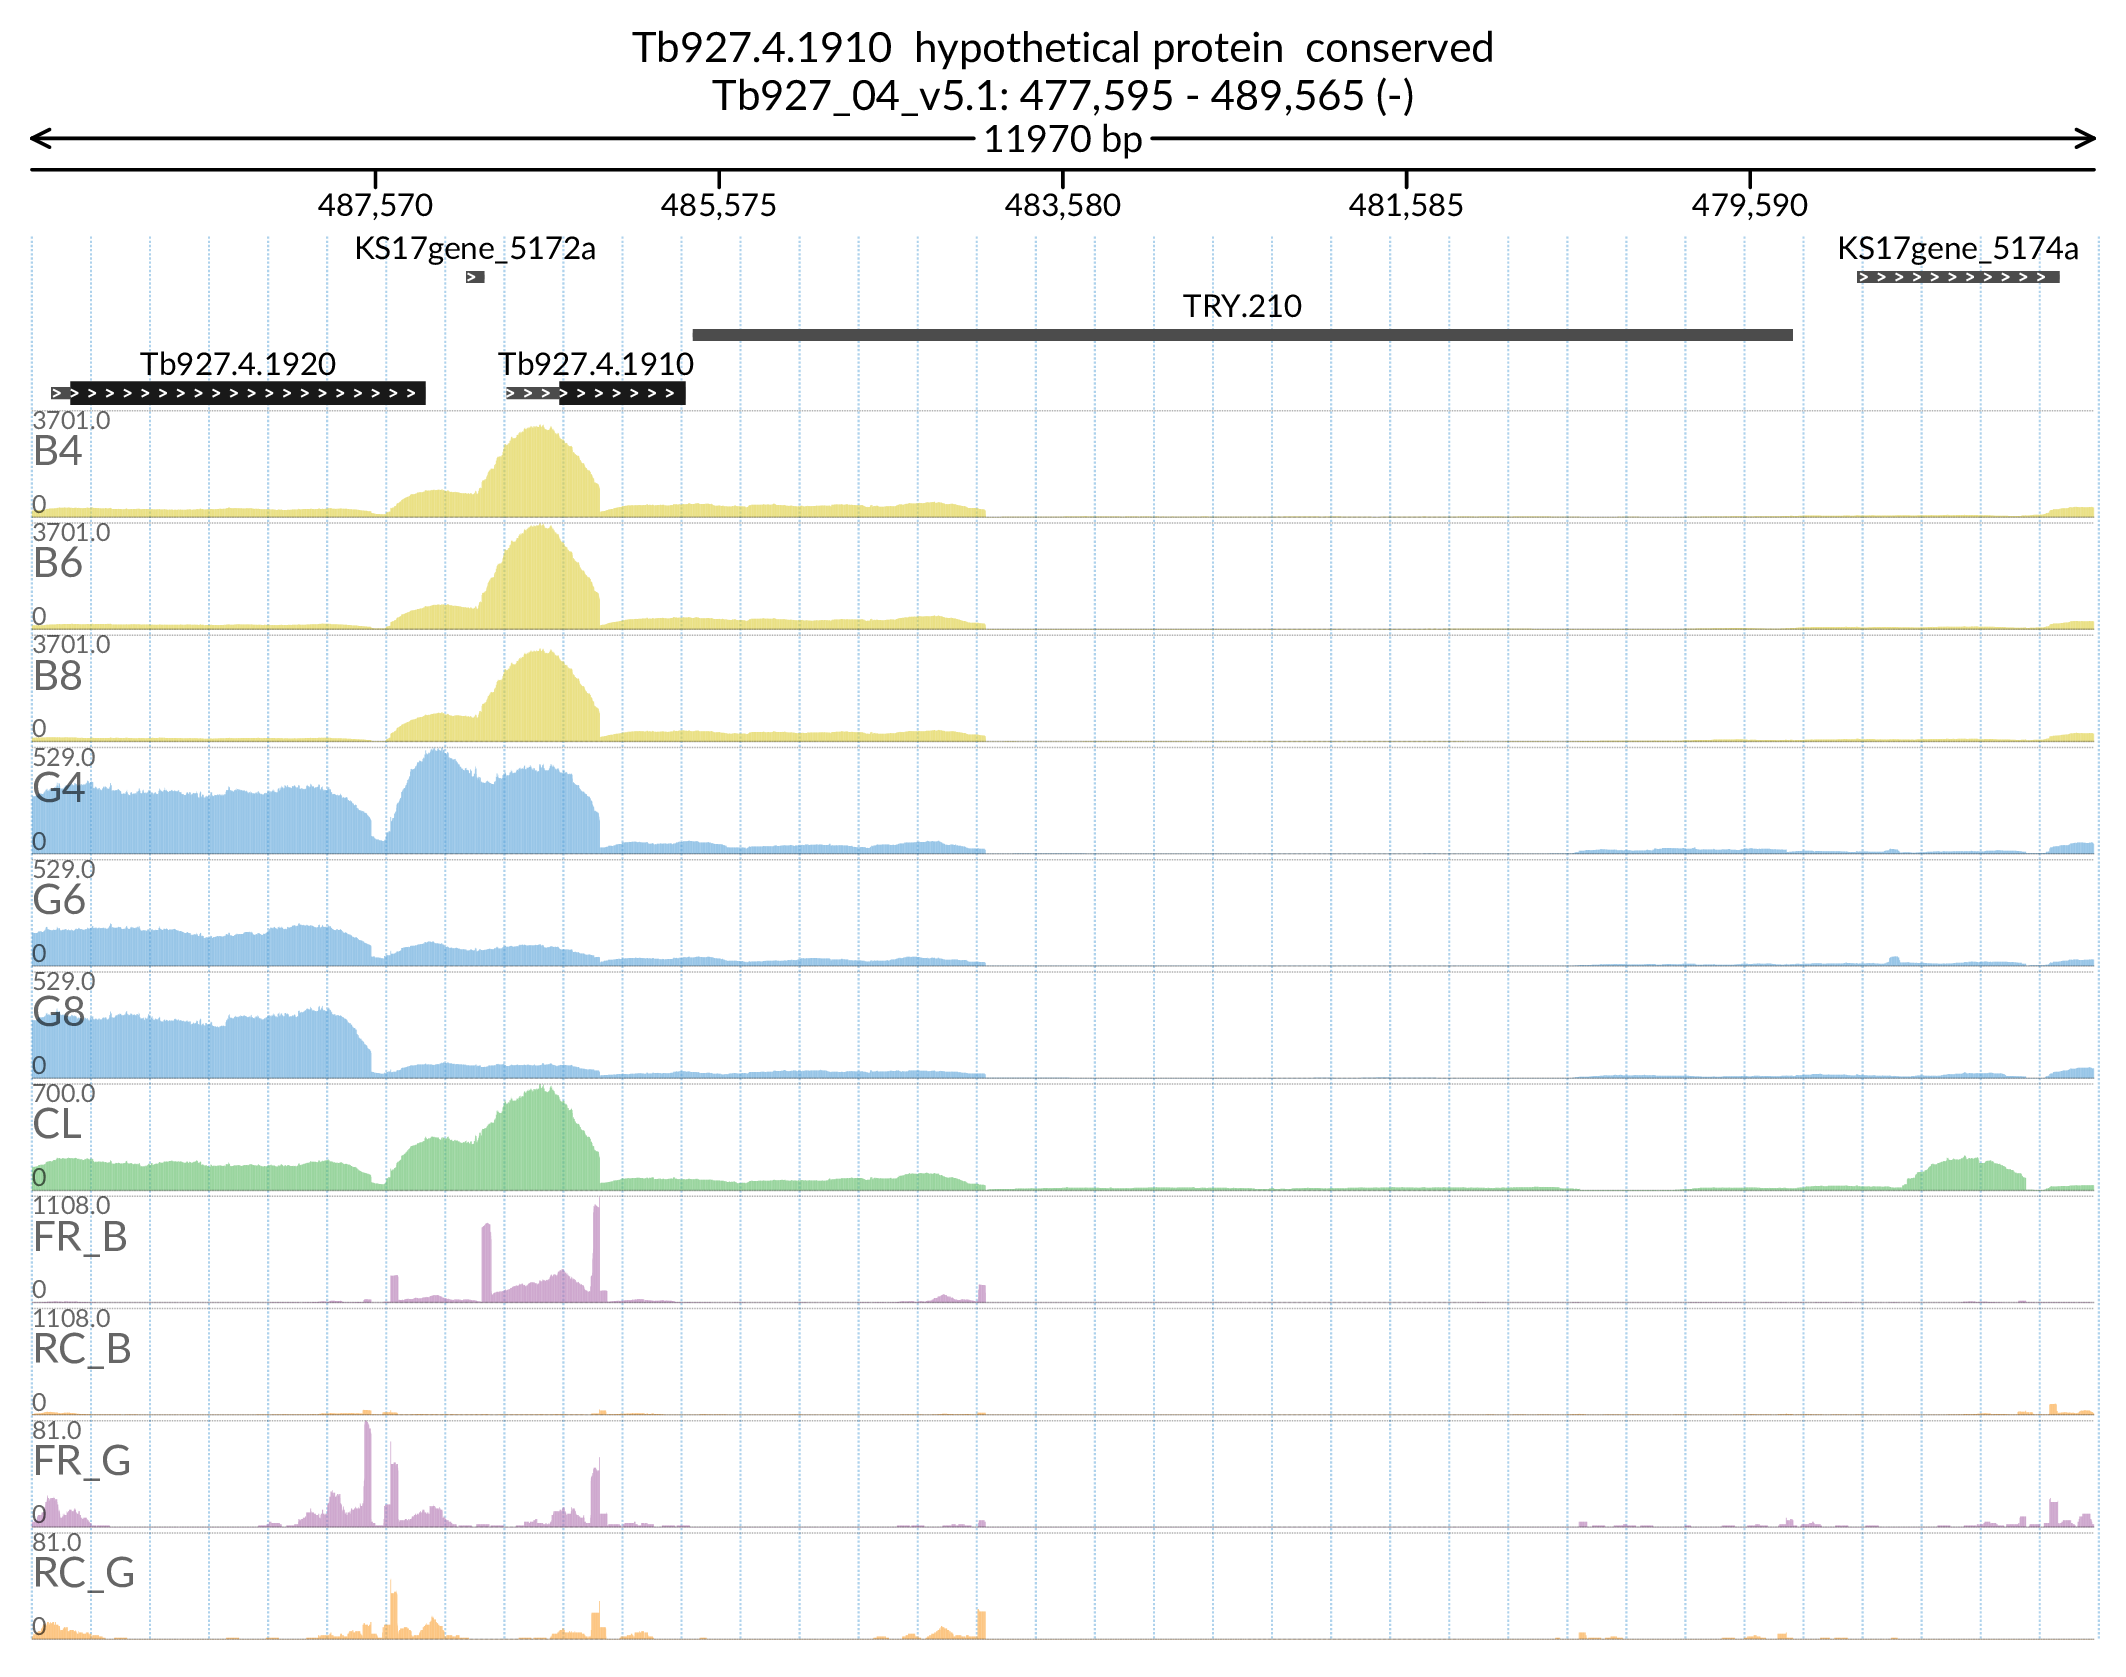 Tb927.4.1910  hypothetical protein  conserved
Tb927_04_v5.1: 477,595 - 489,565 (-)
11970 bp
487,570 485,575 483,580 481,585 479,590
KS17gene_5172a KS17gene_5174a
TRY.210
Tb927.4.1920 Tb927.4.1910
3701.0
B4
0
3701.0
B6
0
3701.0
B8
0
529.0
G4
0
529.0
G6
0
529.0
G8
0
700.0
CL
0
1108.0
FR_B
0
1108.0
RC_B
0
81.0
FR_G
0
81.0
RC_G
0